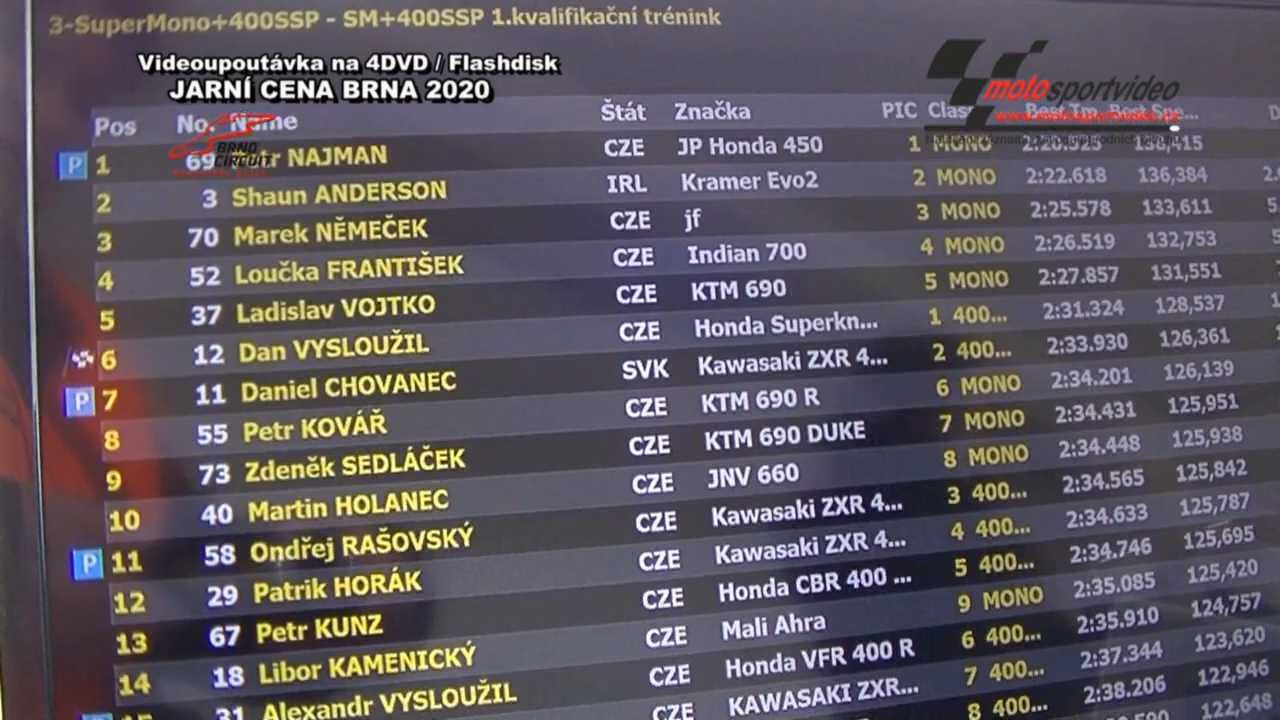 3-SuperMono+400SSP - SM+400SSP 1.kvalifikační trénink
Videoupoutávka na 4DVD / Flashdisk
JARNÍ CENA BRNA 2020
motosportvideo
www.motosportvideo.cz
BRNO
CIRCUIT
Pos No. Name Štát Značka PIC Class Best Tm Best Spe...
P 1 69 NAJMAN CZE JP Honda 450 1 MONO
2 3 Shaun ANDERSON IRL Kramer Evo2 2 MONO 2:22.618 136,384
3 70 Marek NĚMEČEK CZE jf 3 MONO 2:25.578 133,611
4 52 Loučka FRANTIŠEK CZE Indian 700 4 MONO 2:26.519 132,753
5 37 Ladislav VOJTKO CZE KTM 690 5 MONO 2:27.857 131,551
6 12 Dan VYSLOUŽIL CZE Honda Superkn... 1 400... 2:31.324 128,537
P 7 11 Daniel CHOVANEC SVK Kawasaki ZXR 4... 2 400... 2:33.930 126,361
8 55 Petr KOVÁŘ CZE KTM 690 R 6 MONO 2:34.201 126,139
9 73 Zdeněk SEDLÁČEK CZE KTM 690 DUKE 7 MONO 2:34.431 125,951
10 40 Martin HOLANEC CZE JNV 660 8 MONO 2:34.448 125,938
P 11 58 Ondřej RAŠOVSKÝ CZE Kawasaki ZXR 4... 3 400... 2:34.565 125,842
12 29 Patrik HORÁK CZE Kawasaki ZXR 4... 4 400... 2:34.633 125,787
13 67 Petr KUNZ CZE Honda CBR 400 ... 5 400... 2:34.746 125,695
14 18 Libor KAMENICKÝ CZE Mali Ahra 9 MONO 2:35.085 125,420
15 31 Alexandr VYSLOUŽIL CZE Honda VFR 400 R 6 400... 2:35.910 124,757
CZE KAWASAKI ZXR... 7 400... 2:37.344 123,620
8 400... 2:38.206 122,946
122,648